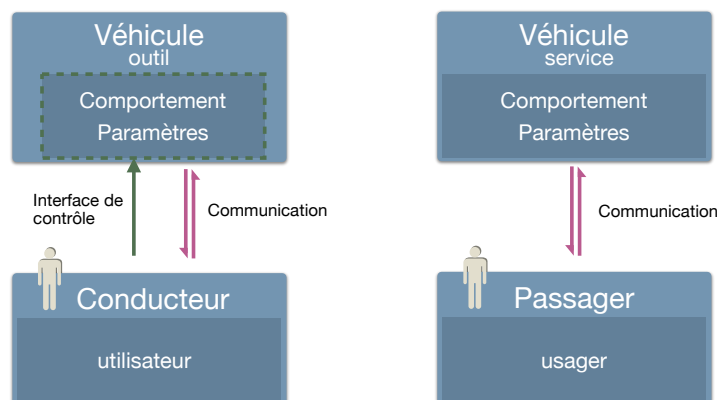 Véhicule
outil
Comportement
Paramètres
Interface de
contrôle
Communication
Conducteur
utilisateur
Véhicule
service
Comportement
Paramètres
Communication
Passager
usager